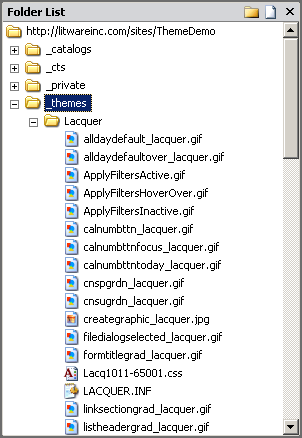 Folder List
http://litwareinc.com/sites/ThemeDemo
_catalogs
_cts
_private
_themes
Lacquer
alldaydefault_lacquer.gif
alldaydefaultover_lacquer.gif
ApplyFiltersActive.gif
ApplyFiltersHoverOver.gif
ApplyFiltersInactive.gif
calnumbttn_lacquer.gif
calnumbttnfocus_lacquer.gif
calnumbttntoday_lacquer.gif
cnspgrdn_lacquer.gif
cnsugrdn_lacquer.gif
creategraphic_lacquer.jpg
filedialogselected_lacquer.gif
formtitlegrad_lacquer.gif
Lacq1011-65001.css
LACQUER.INF
linksectiongrad_lacquer.gif
listheadergrad_lacquer.gif